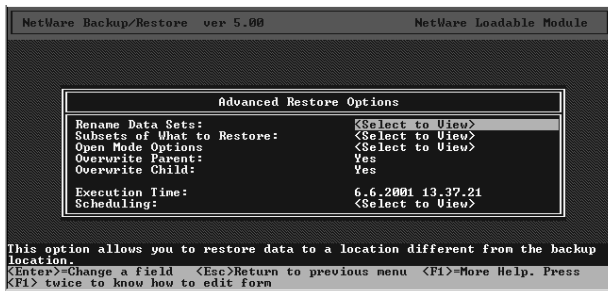 NetWare Backup/Restore ver 5.00 NetWare Loadable Module
Advanced Restore Options
Rename Data Sets: <Select to View>
Subsets of What to Restore: <Select to View>
Open Mode Options <Select to View>
Overwrite Parent: Yes
Overwrite Child: Yes
Execution Time: 6.6.2001 13.37.21
Scheduling: <Select to View>
This option allows you to restore data to a location different from the backup
location.
<Enter>=Change a field <Esc>Return to previous menu <F1>=More Help. Press
<F1> twice to know how to edit form